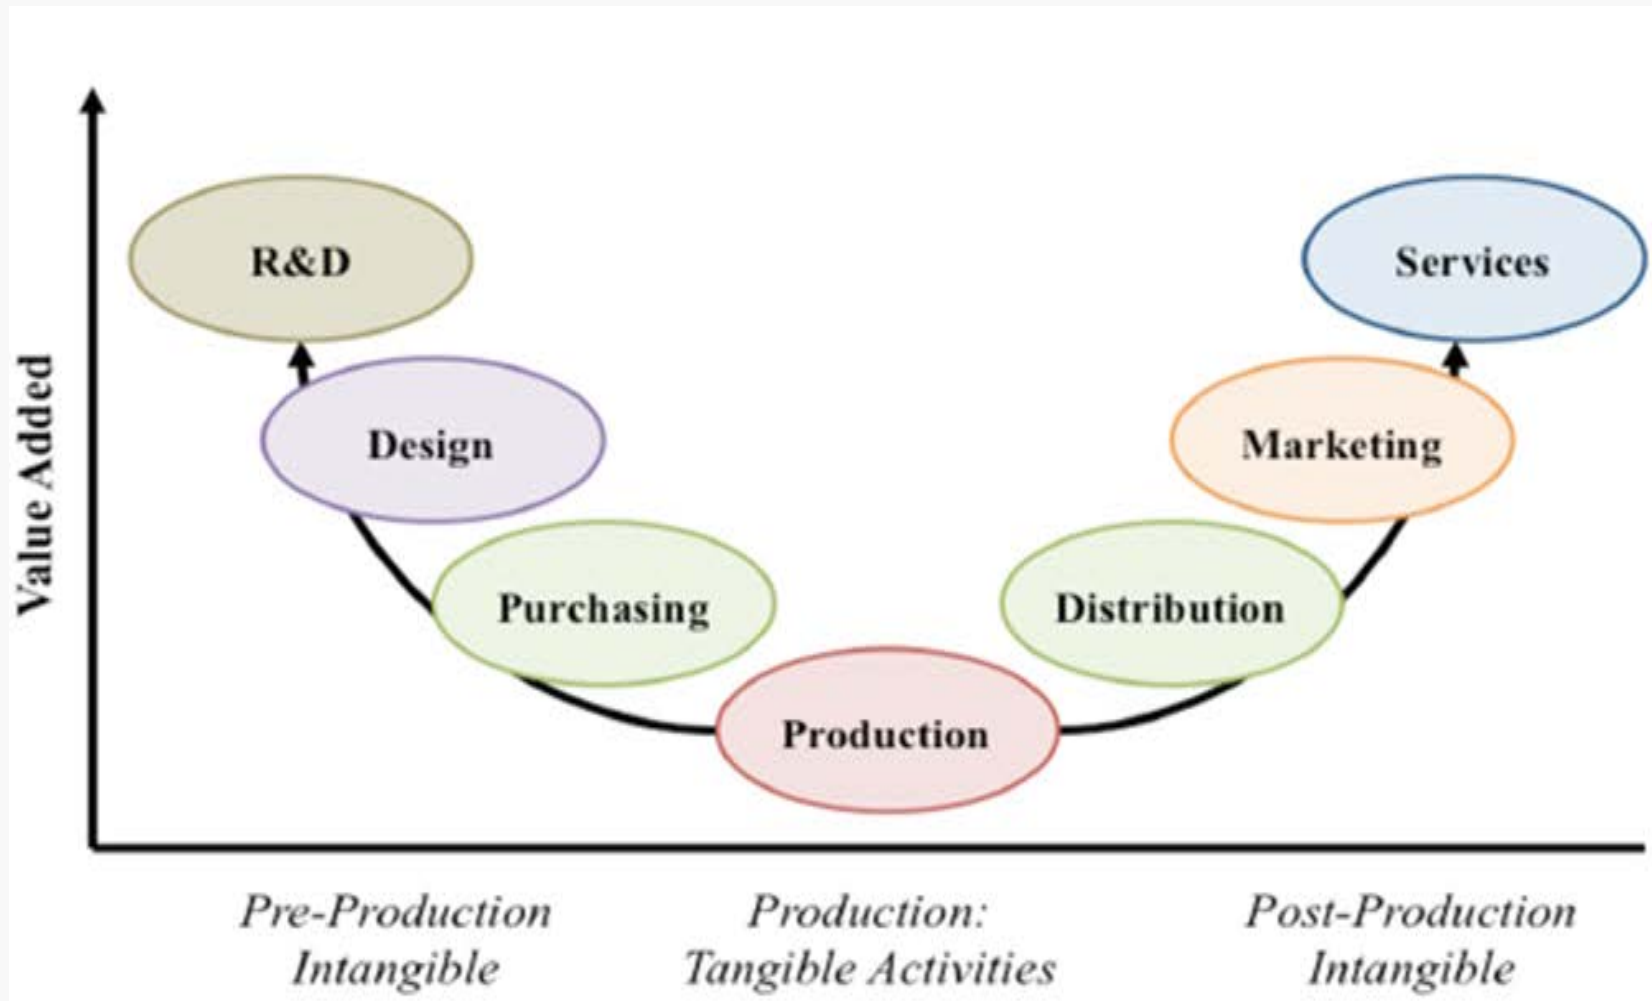 Value Added
R&D
Services
Design
Marketing
Purchasing
Distribution
Production
Pre-Production
Intangible
Production:
Tangible Activities
Post-Production
Intangible